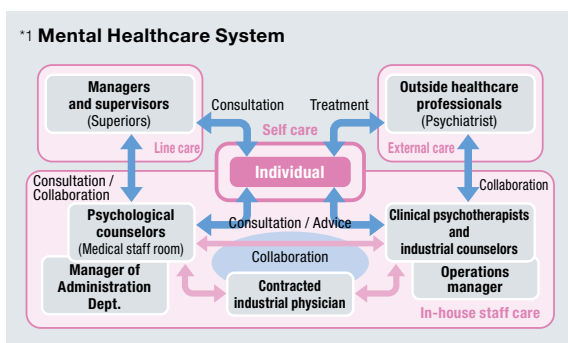 *1 Mental Healthcare System
Managers
and supervisors
(Superiors)
Consultation
Treatment
Outside healthcare
professionals
(Psychiatrist)
Line care
Self care
External care
Individual
Consultation /
Collaboration
Collaboration
Psychological
counselors
(Medical staff room)
Consultation / Advice
Clinical psychotherapists
and
industrial counselors
Collaboration
Manager of
Administration
Dept.
Contracted
industrial physician
Operations
manager
In-house staff care